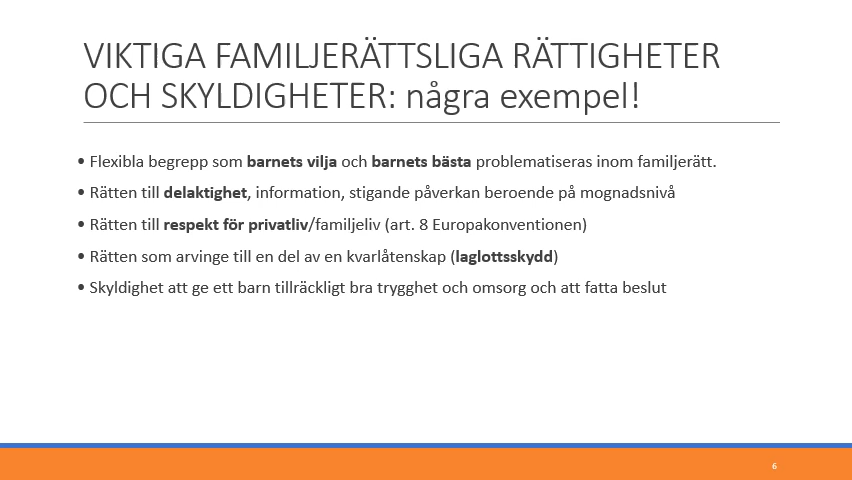 VIKTIGA FAMILJERÄTTSLIGA RÄTTIGHETER
OCH SKYLDIGHETER: några exempel!
• Flexibla begrepp som barnets vilja och barnets bästa problematiseras inom familjerätt.
• Rätten till delaktighet, information, stigande påverkan beroende på mognadsnivå
• Rätten till respekt för privatliv/familjeliv (art. 8 Europakonventionen)
• Rätten som arvinge till en del av en kvarlåtenskap (laglottsskydd)
• Skyldighet att ge ett barn tillräckligt bra trygghet och omsorg och att fatta beslut
6